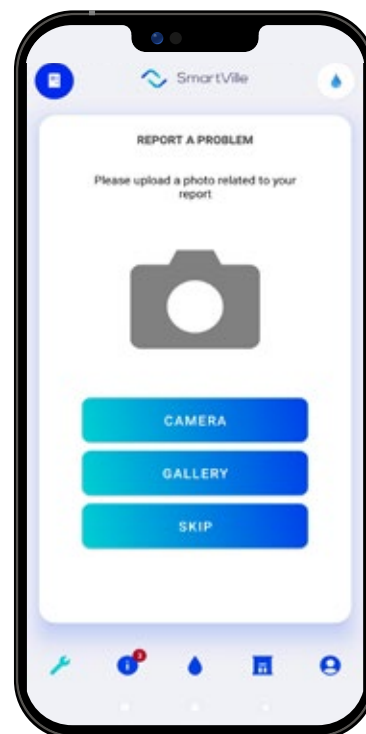 SmartVille
REPORT A PROBLEM
Please upload a photo related to your
report
CAMERA
GALLERY
SKIP